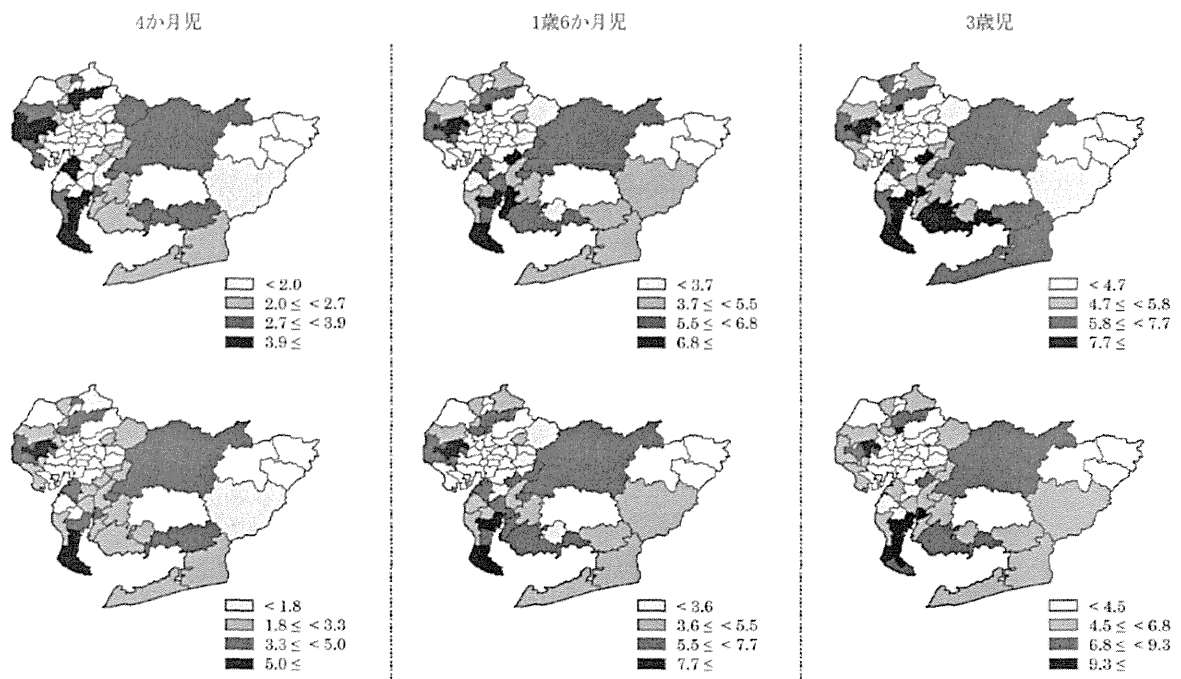 4か月児
1歳6か月児
3歳児
< 2.0
2.0 ≤ < 2.7
2.7 ≤ < 3.9
3.9 ≤
< 3.7
3.7 ≤ < 5.5
5.5 ≤ < 6.8
6.8 ≤
< 4.7
4.7 ≤ < 5.8
5.8 ≤ < 7.7
7.7 ≤
< 1.8
1.8 ≤ < 3.3
3.3 ≤ < 5.0
5.0 ≤
< 3.6
3.6 ≤ < 5.5
5.5 ≤ < 7.7
7.7 ≤
< 4.5
4.5 ≤ < 6.8
6.8 ≤ < 9.3
9.3 ≤